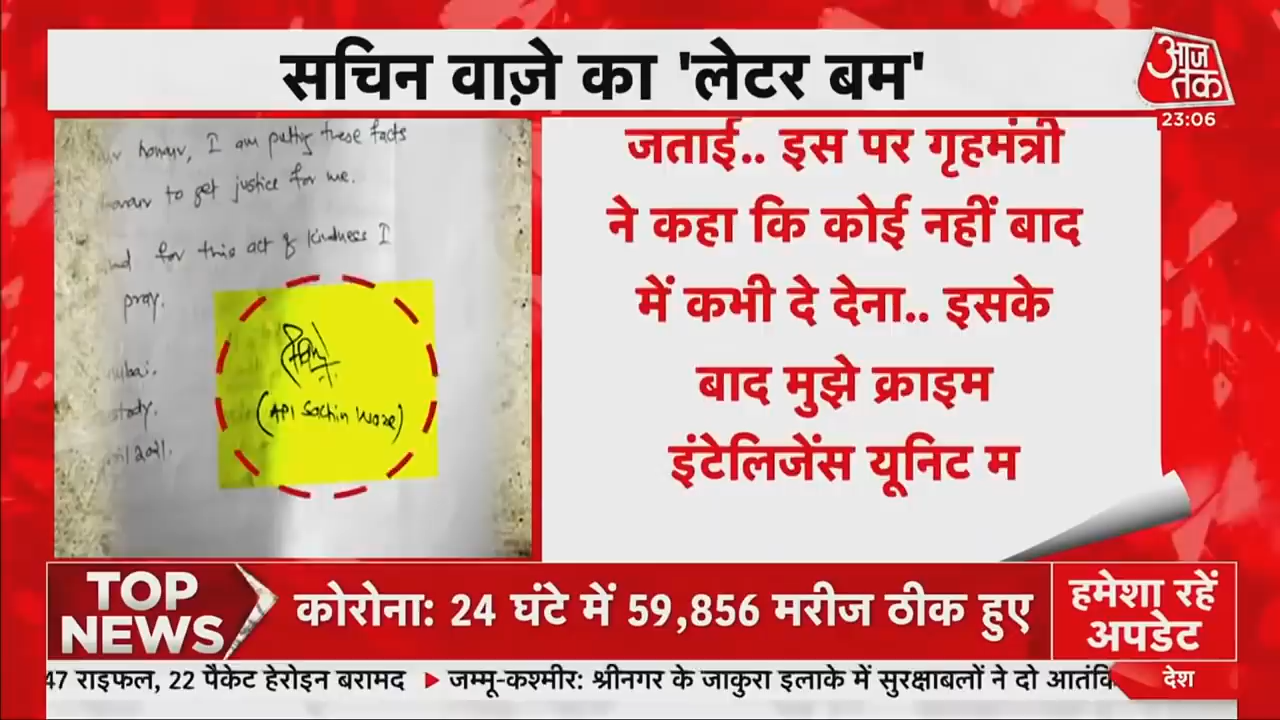 सचिन वाज़े का 'लेटर बम'
आज तक
23:06
honour, I am putting these facts
to get justice for me.
for this act of kindness I
pray.
(API Sachin Waze)
जताई.. इस पर गृहमंत्री
ने कहा कि कोई नहीं बाद
में कभी दे देना.. इसके
बाद मुझे क्राइम
इंटेलिजेंस यूनिट म
TOP
NEWS
कोरोना: 24 घंटे में 59,856 मरीज ठीक हुए
हमेशा रहें
अपडेट
47 राइफल, 22 पैकेट हेरोइन बरामद ▶ जम्मू-कश्मीर: श्रीनगर के जाकुरा इलाके में सुरक्षाबलों ने दो आतंकि
देश